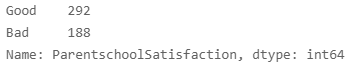 Good    292
Bad     188
Name: ParentschoolSatisfaction, dtype: int64